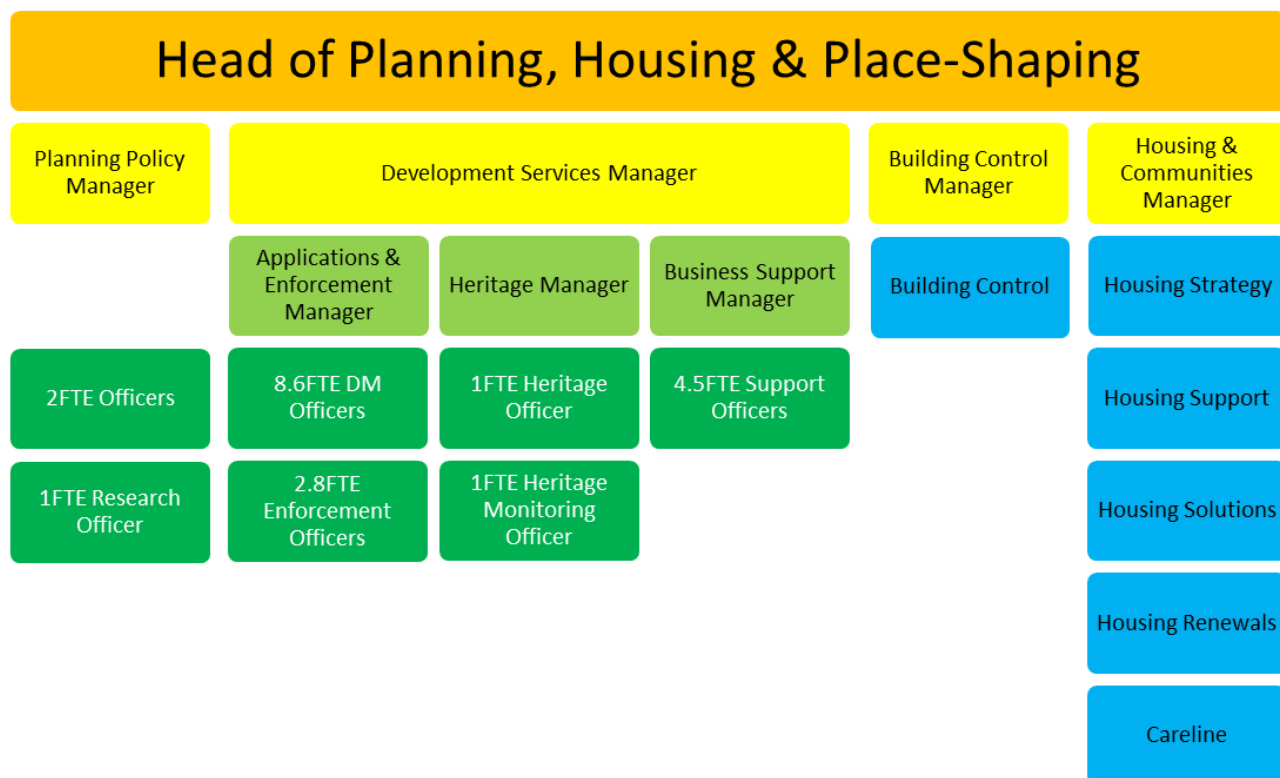 Head of Planning, Housing & Place-Shaping
Planning Policy
Manager
Development Services Manager
Building Control
Manager
Housing &
Communities
Manager
Applications &
Enforcement
Manager
Heritage Manager
Business Support
Manager
Building Control
Housing Strategy
2FTE Officers
8.6FTE DM
Officers
1FTE Heritage
Officer
4.5FTE Support
Officers
Housing Support
1FTE Research
Officer
2.8FTE
Enforcement
Officers
1FTE Heritage
Monitoring
Officer
Housing Solutions
Housing Renewals
Careline